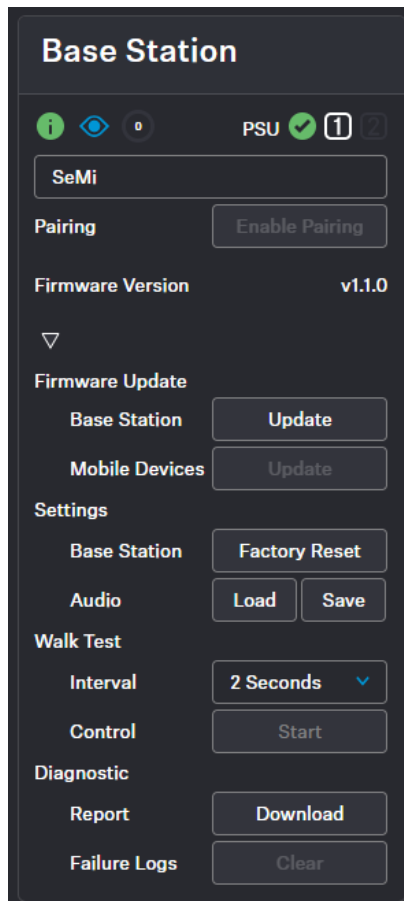 Base Station
0 PSU 1 2
SeMi
Pairing Enable Pairing
Firmware Version v1.1.0
Firmware Update
Base Station Update
Mobile Devices Update
Settings
Base Station Factory Reset
Audio Load Save
Walk Test
Interval 2 Seconds
Control Start
Diagnostic
Report Download
Failure Logs Clear